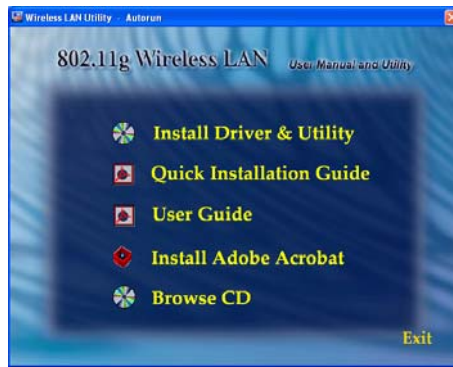 Wireless LAN Utility - Autorun
802.11g Wireless LAN User Manual and Utility
Install Driver & Utility
Quick Installation Guide
User Guide
Install Adobe Acrobat
Browse CD
Exit